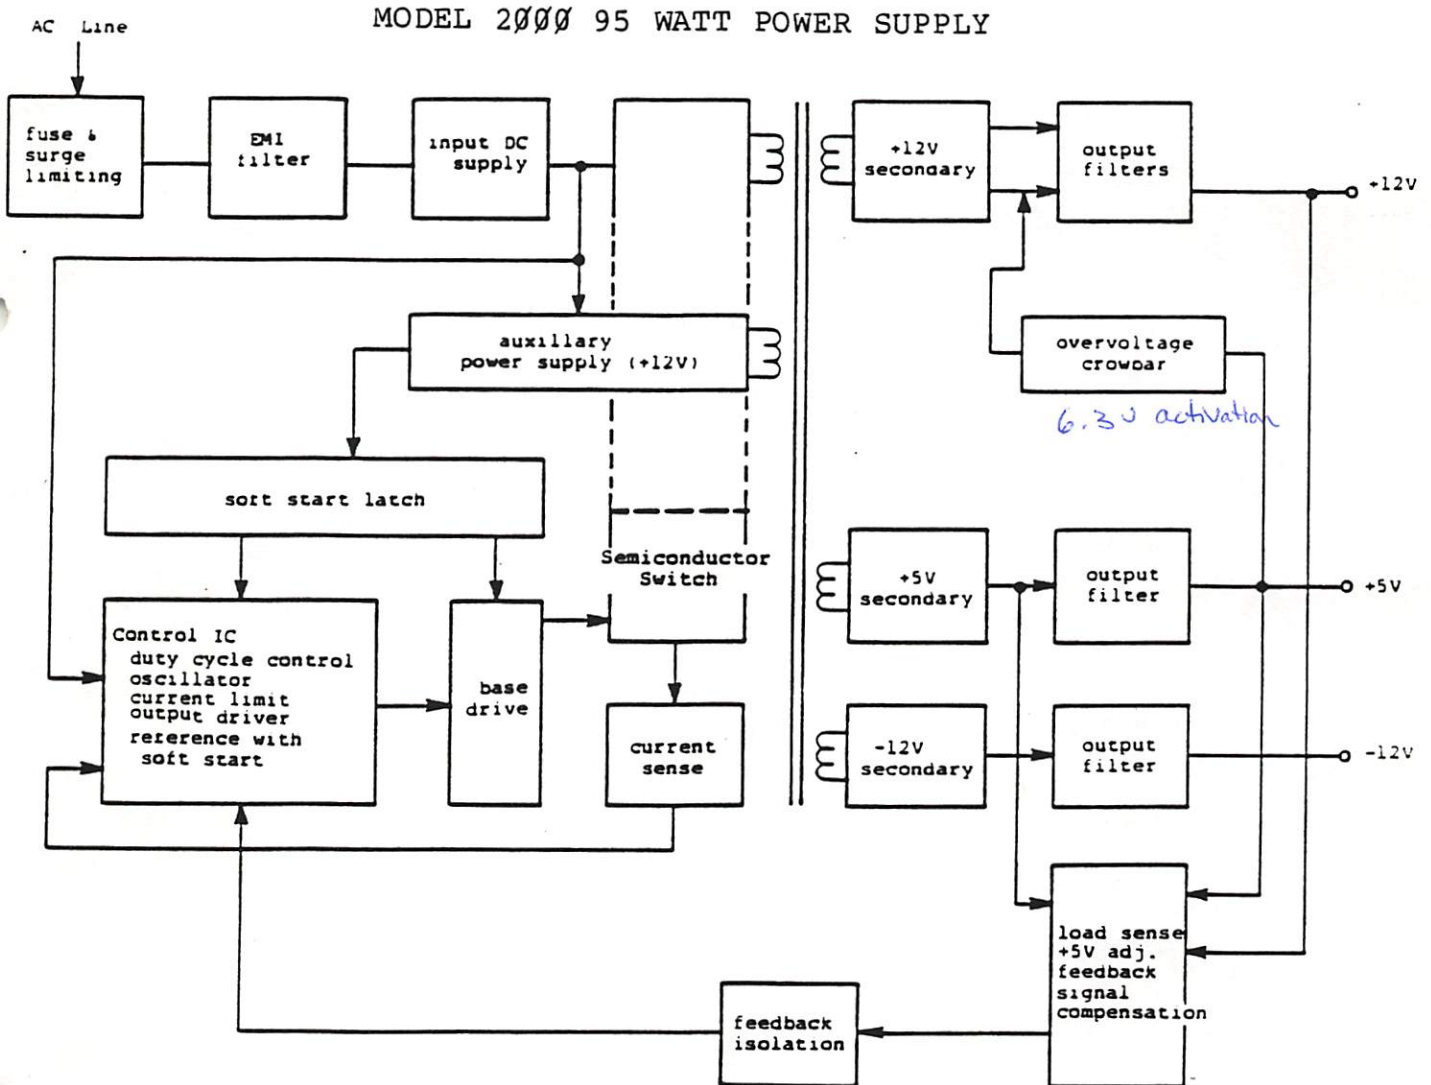 MODEL 2000 95 WATT POWER SUPPLY
AC Line
fuse &
surge
limiting
EMI
filter
input DC
supply
+12V
secondary
output
filters
+12V
auxillary
power supply (+12V)
overvoltage
crowbar
6.3v activation
soft start latch
Semiconductor
Switch
+5V
secondary
output
filter
+5V
Control IC
duty cycle control
oscillator
current limit
output driver
reference with
soft start
base
drive
current
sense
-12V
secondary
output
filter
-12V
load sense
+5V adj.
feedback
signal
compensation
feedback
isolation